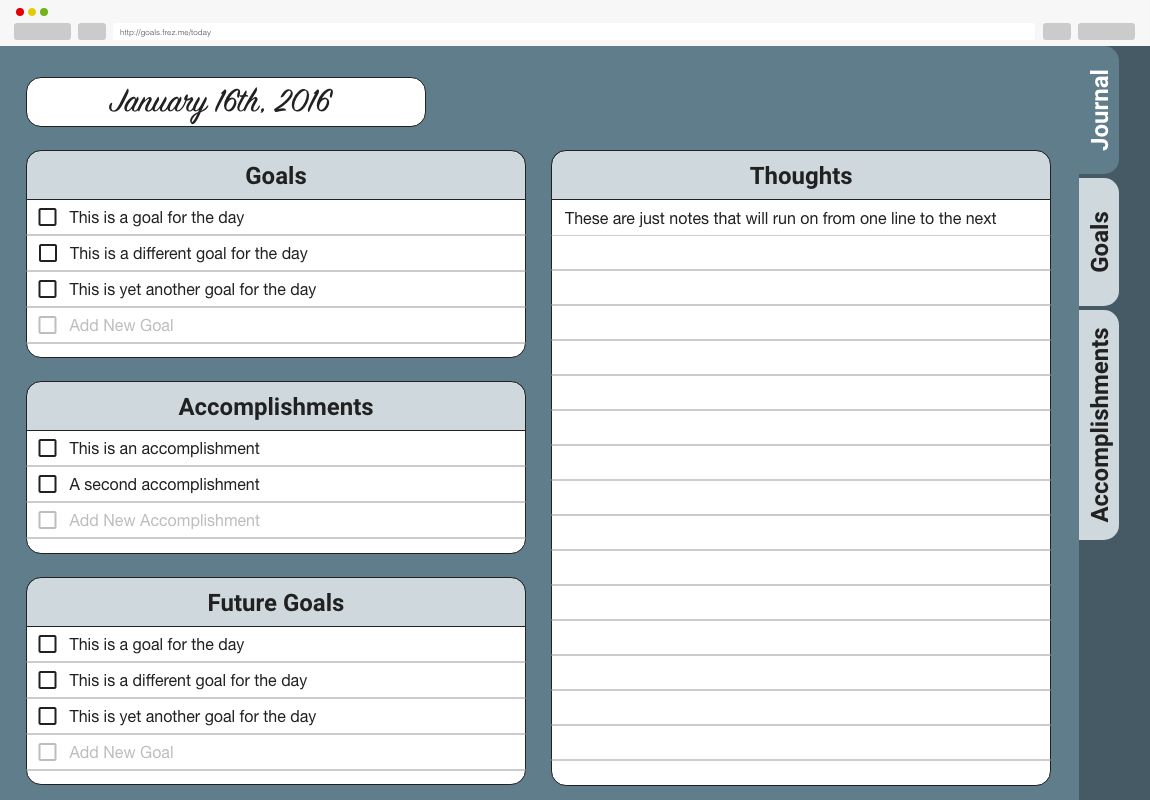 http://goals.frez.me/today
January 16th, 2016
Goals
This is a goal for the day
This is a different goal for the day
This is yet another goal for the day
Add New Goal
Accomplishments
This is an accomplishment
A second accomplishment
Add New Accomplishment
Future Goals
This is a goal for the day
This is a different goal for the day
This is yet another goal for the day
Add New Goal
Thoughts
These are just notes that will run on from one line to the next
Journal
Goals
Accomplishments